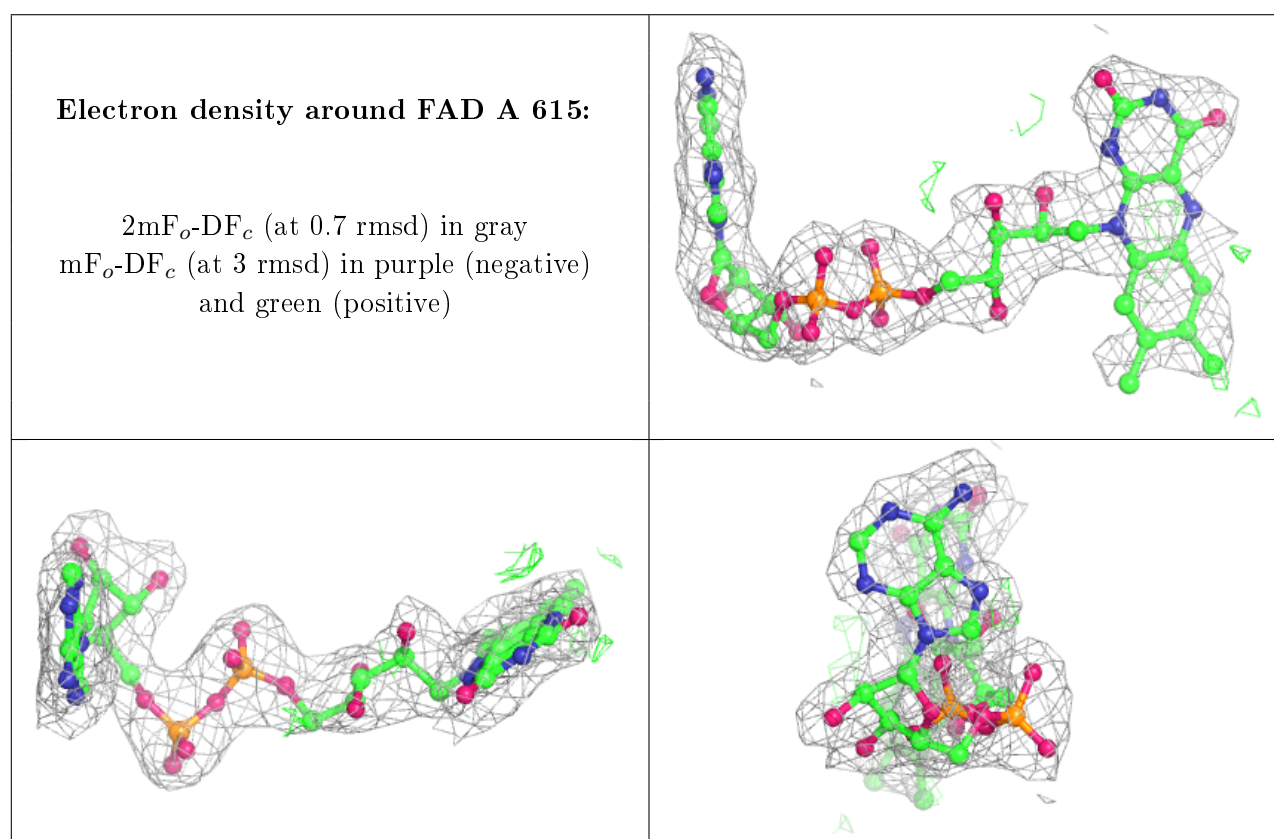 Electron density around FAD A 615:
2mFₒ-DF𝑐 (at 0.7 rmsd) in gray
mFₒ-DF𝑐 (at 3 rmsd) in purple (negative)
and green (positive)